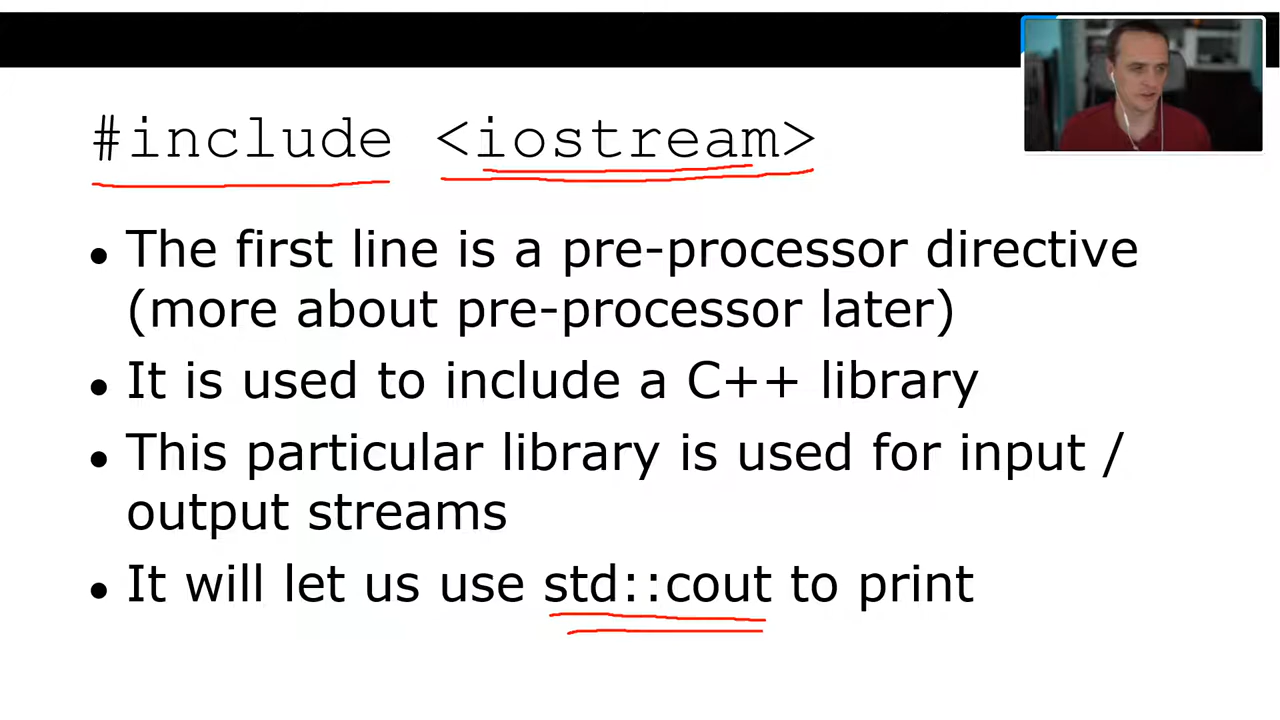 #include <iostream>
• The first line is a pre-processor directive
(more about pre-processor later)
• It is used to include a C++ library
• This particular library is used for input /
output streams
• It will let us use std::cout to print